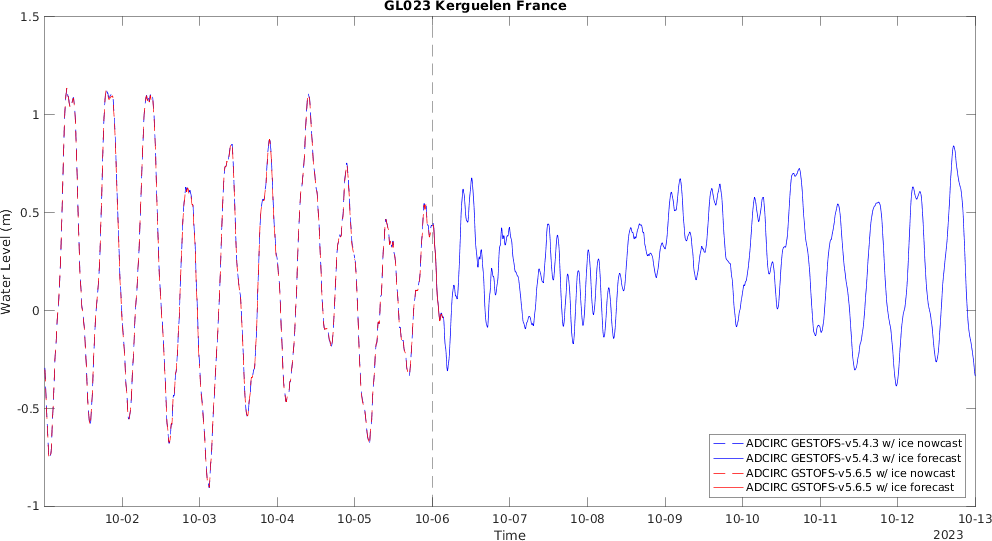 GL023 Kerguelen France
1.5
1
0.5
0
-0.5
-1
Water Level (m)
10-02 10-03 10-04 10-05 10-06 10-07 10-08 10-09 10-10 10-11 10-12 10-13
Time
2023
ADCIRC GESTOFS-v5.4.3 w/ ice nowcast
ADCIRC GESTOFS-v5.4.3 w/ ice forecast
ADCIRC GSTOFS-v5.6.5 w/ ice nowcast
ADCIRC GSTOFS-v5.6.5 w/ ice forecast